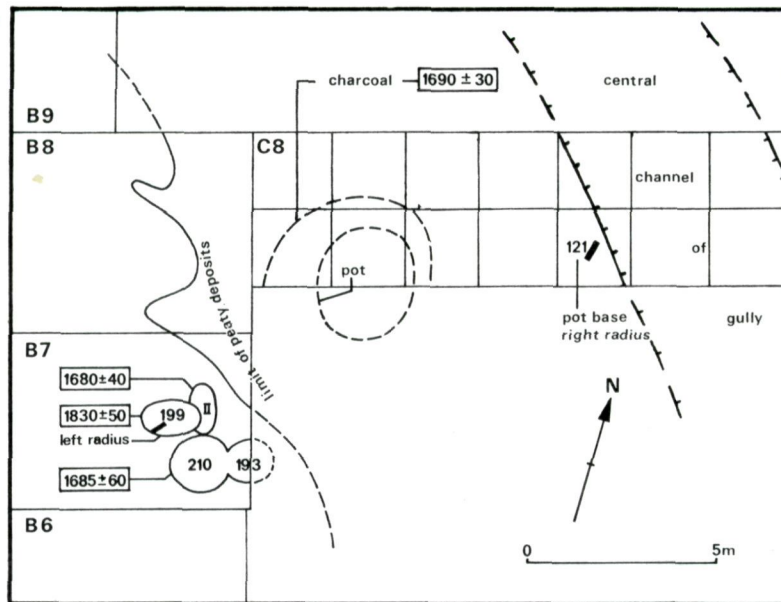 charcoal
1690 ± 30
central
B9
B8
C8
channel
121
of
pot
pot base
right radius
gully
limit of peaty deposits
B7
1680±40
II
1830±50
199
left radius
N
210
193
1685±60
B6
0
5m